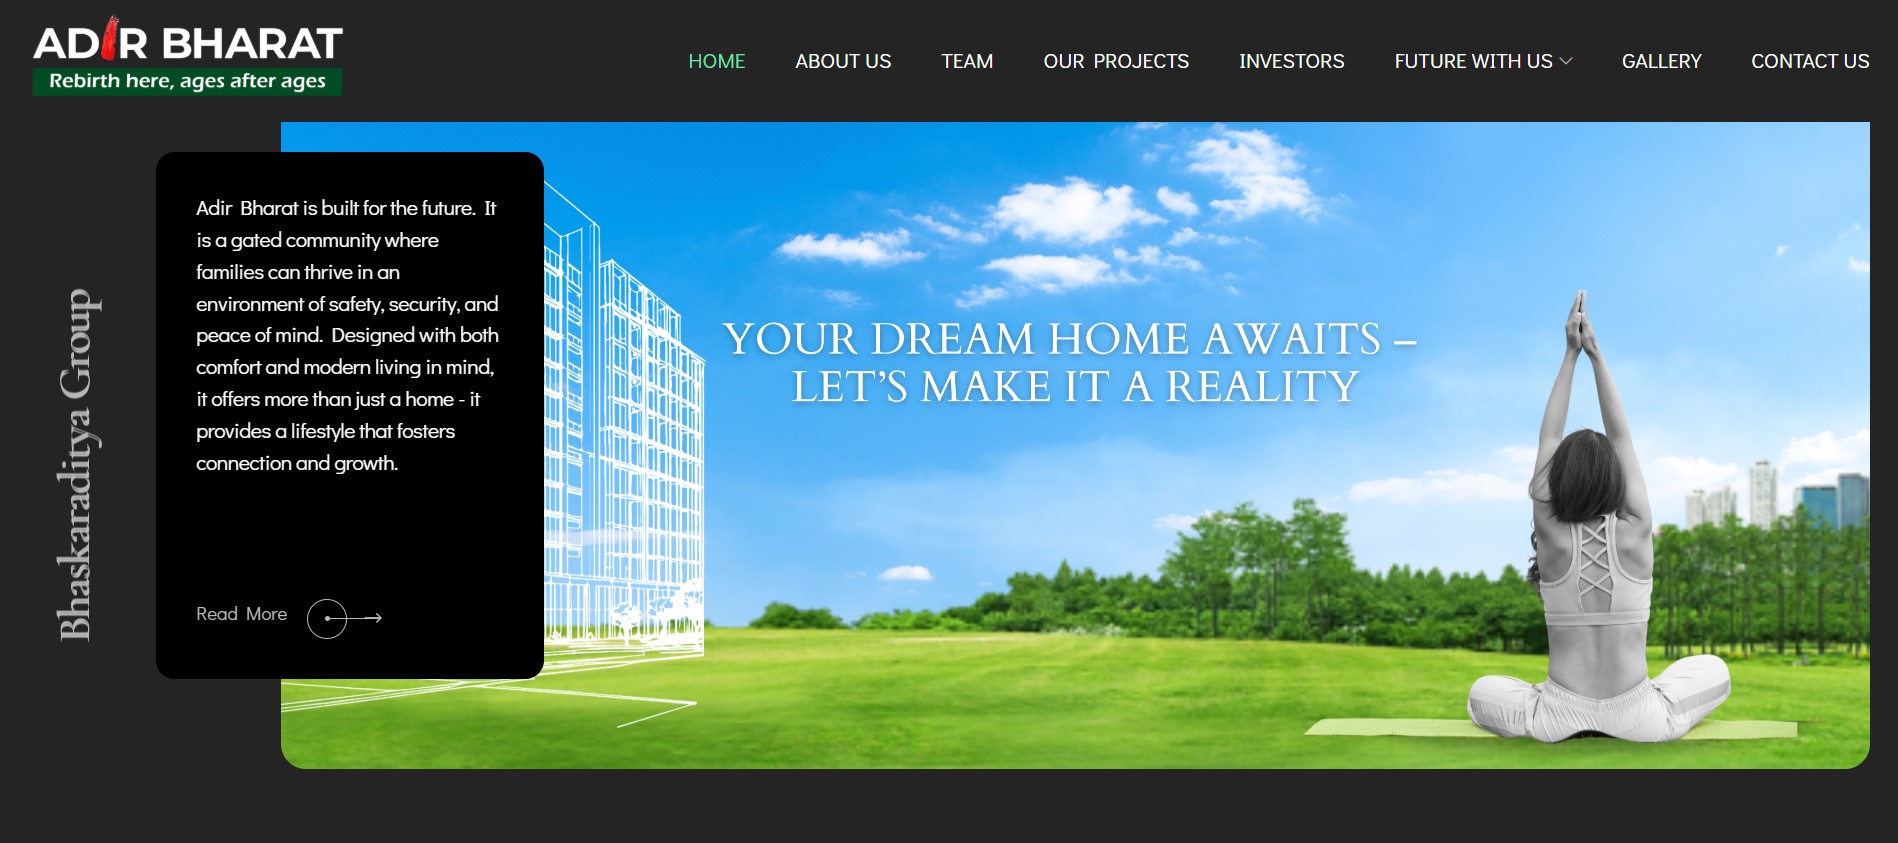 ADIR BHARAT
Rebirth here, ages after ages
HOME
ABOUT US
TEAM
OUR PROJECTS
INVESTORS
FUTURE WITH US
GALLERY
CONTACT US
Bhaskaraditya Group
Adir Bharat is built for the future. It
is a gated community where
families can thrive in an
environment of safety, security, and
peace of mind. Designed with both
comfort and modern living in mind,
it offers more than just a home - it
provides a lifestyle that fosters
connection and growth.
Read More
YOUR DREAM HOME AWAITS –
LET’S MAKE IT A REALITY